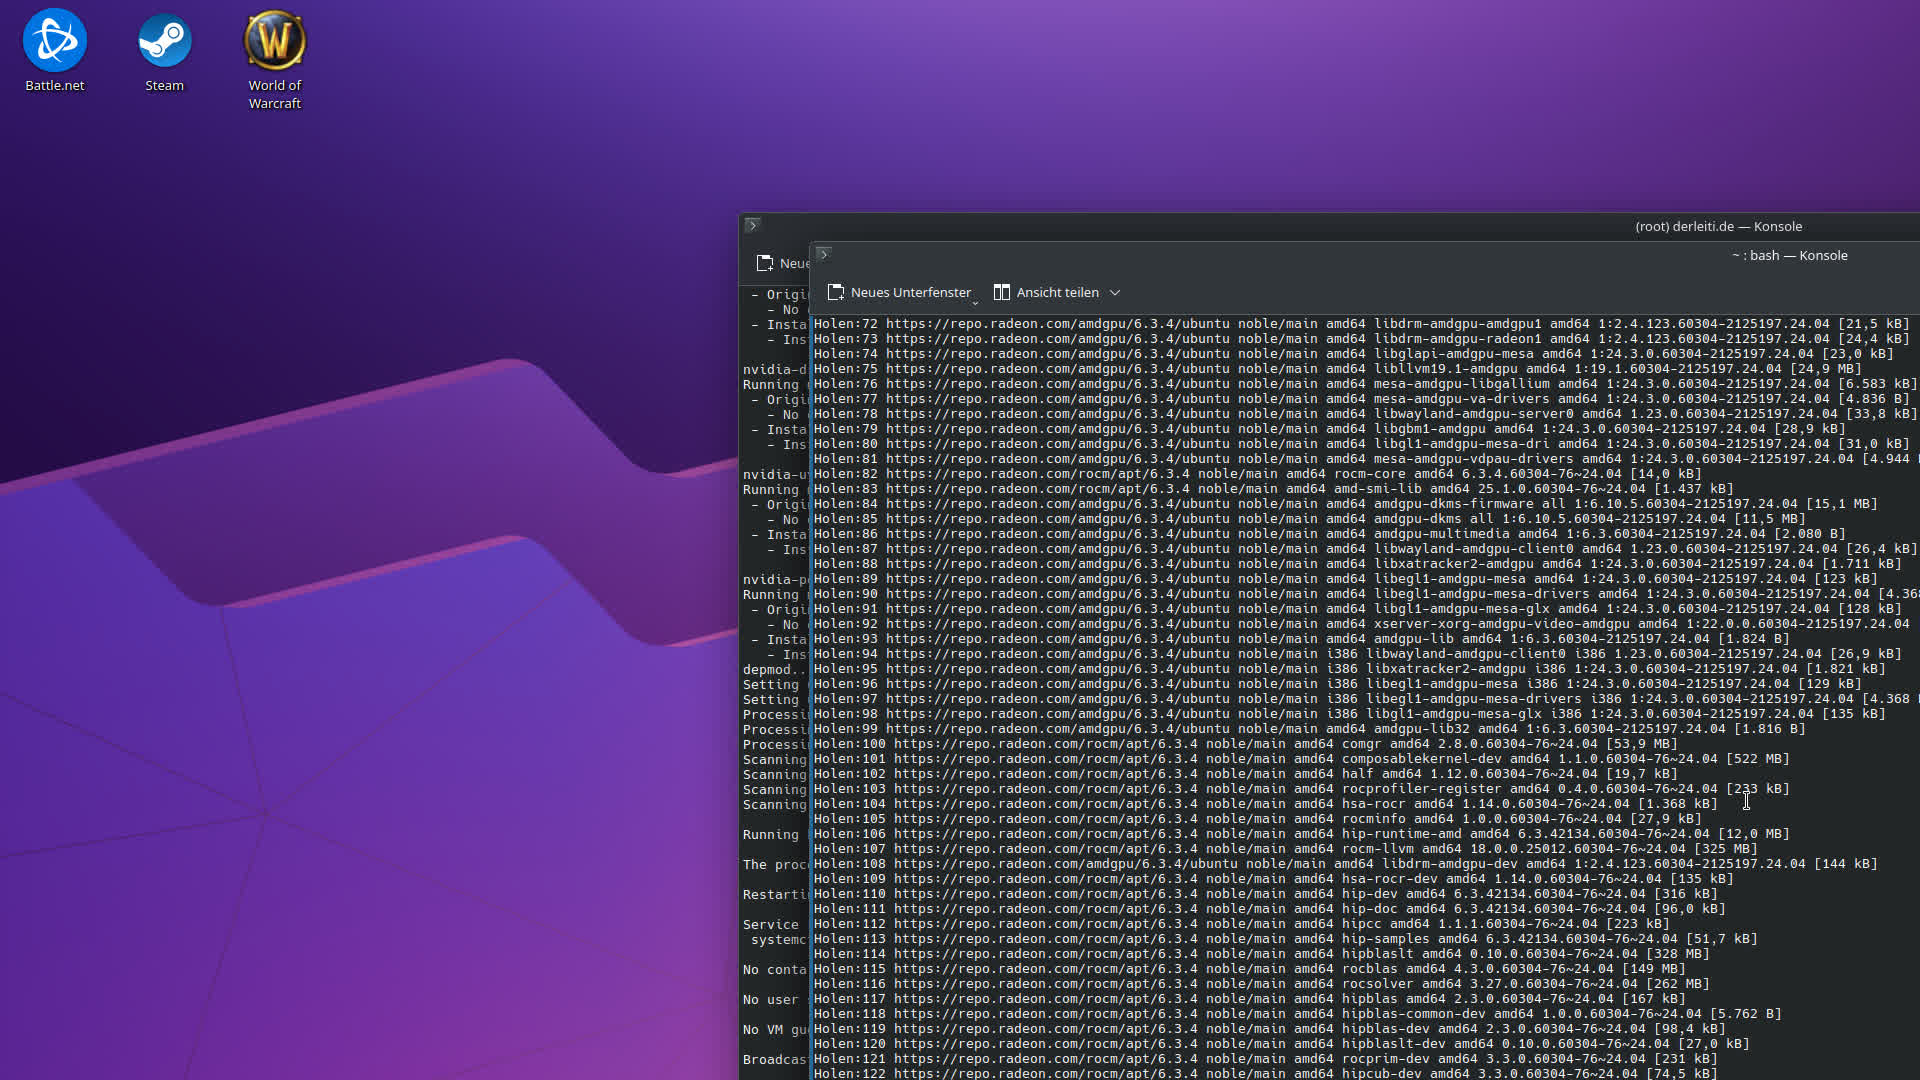 Battle.net
Steam
World of
Warcraft
(root) derleiti.de — Konsole
~ : bash — Konsole
Neue
Neues Unterfenster
Ansicht teilen
- Origi
- No
- Insta
- Ins
nvidia-d
Running
- Origi
- No
- Insta
- Ins
nvidia-u
Running
- Origi
- No
- Insta
- Ins
nvidia-p
Running
- Origi
- No
- Insta
- Ins
depmod..
Setting
Setting
Processi
Processi
Processi
Scanning
Scanning
Scanning
Scanning
Running
The proc
Restarti
Service
systemc
No conta
No user
No VM gu
Broadcas
Holen:72 https://repo.radeon.com/amdgpu/6.3.4/ubuntu noble/main amd64 libdrm-amdgpu-amdgpu1 amd64 1:2.4.123.60304-2125197.24.04 [21,5 kB]
Holen:73 https://repo.radeon.com/amdgpu/6.3.4/ubuntu noble/main amd64 libdrm-amdgpu-radeon1 amd64 1:2.4.123.60304-2125197.24.04 [24,4 kB]
Holen:74 https://repo.radeon.com/amdgpu/6.3.4/ubuntu noble/main amd64 libglapi-amdgpu-mesa amd64 1:24.3.0.60304-2125197.24.04 [23,0 kB]
Holen:75 https://repo.radeon.com/amdgpu/6.3.4/ubuntu noble/main amd64 libllvm19.1-amdgpu amd64 1:19.1.60304-2125197.24.04 [24,9 MB]
Holen:76 https://repo.radeon.com/amdgpu/6.3.4/ubuntu noble/main amd64 mesa-amdgpu-libgallium amd64 1:24.3.0.60304-2125197.24.04 [6.583 kB]
Holen:77 https://repo.radeon.com/amdgpu/6.3.4/ubuntu noble/main amd64 mesa-amdgpu-va-drivers amd64 1:24.3.0.60304-2125197.24.04 [4.836 B]
Holen:78 https://repo.radeon.com/amdgpu/6.3.4/ubuntu noble/main amd64 libwayland-amdgpu-server0 amd64 1.23.0.60304-2125197.24.04 [33,8 kB]
Holen:79 https://repo.radeon.com/amdgpu/6.3.4/ubuntu noble/main amd64 libgbm1-amdgpu amd64 1:24.3.0.60304-2125197.24.04 [28,9 kB]
Holen:80 https://repo.radeon.com/amdgpu/6.3.4/ubuntu noble/main amd64 libgl1-amdgpu-mesa-dri amd64 1:24.3.0.60304-2125197.24.04 [31,0 kB]
Holen:81 https://repo.radeon.com/amdgpu/6.3.4/ubuntu noble/main amd64 mesa-amdgpu-vdpau-drivers amd64 1:24.3.0.60304-2125197.24.04 [4.944
Holen:82 https://repo.radeon.com/rocm/apt/6.3.4 noble/main amd64 rocm-core amd64 6.3.4.60304-76~24.04 [14,0 kB]
Holen:83 https://repo.radeon.com/rocm/apt/6.3.4 noble/main amd64 amd-smi-lib amd64 25.1.0.60304-76~24.04 [1.437 kB]
Holen:84 https://repo.radeon.com/amdgpu/6.3.4/ubuntu noble/main amd64 amdgpu-dkms-firmware all 1:6.10.5.60304-2125197.24.04 [15,1 MB]
Holen:85 https://repo.radeon.com/amdgpu/6.3.4/ubuntu noble/main amd64 amdgpu-dkms all 1:6.10.5.60304-2125197.24.04 [11,5 MB]
Holen:86 https://repo.radeon.com/amdgpu/6.3.4/ubuntu noble/main amd64 amdgpu-multimedia amd64 1:6.3.60304-2125197.24.04 [2.080 B]
Holen:87 https://repo.radeon.com/amdgpu/6.3.4/ubuntu noble/main amd64 libwayland-amdgpu-client0 amd64 1.23.0.60304-2125197.24.04 [26,4 kB]
Holen:88 https://repo.radeon.com/amdgpu/6.3.4/ubuntu noble/main amd64 libxatracker2-amdgpu amd64 1:24.3.0.60304-2125197.24.04 [1.711 kB]
Holen:89 https://repo.radeon.com/amdgpu/6.3.4/ubuntu noble/main amd64 libegl1-amdgpu-mesa amd64 1:24.3.0.60304-2125197.24.04 [123 kB]
Holen:90 https://repo.radeon.com/amdgpu/6.3.4/ubuntu noble/main amd64 libegl1-amdgpu-mesa-drivers amd64 1:24.3.0.60304-2125197.24.04 [4.368
Holen:91 https://repo.radeon.com/amdgpu/6.3.4/ubuntu noble/main amd64 libgl1-amdgpu-mesa-glx amd64 1:24.3.0.60304-2125197.24.04 [128 kB]
Holen:92 https://repo.radeon.com/amdgpu/6.3.4/ubuntu noble/main amd64 xserver-xorg-amdgpu-video-amdgpu amd64 1:22.0.0.60304-2125197.24.04
Holen:93 https://repo.radeon.com/amdgpu/6.3.4/ubuntu noble/main amd64 amdgpu-lib amd64 1:6.3.60304-2125197.24.04 [1.824 B]
Holen:94 https://repo.radeon.com/amdgpu/6.3.4/ubuntu noble/main i386 libwayland-amdgpu-client0 i386 1.23.0.60304-2125197.24.04 [26,9 kB]
Holen:95 https://repo.radeon.com/amdgpu/6.3.4/ubuntu noble/main i386 libxatracker2-amdgpu i386 1:24.3.0.60304-2125197.24.04 [1.821 kB]
Holen:96 https://repo.radeon.com/amdgpu/6.3.4/ubuntu noble/main i386 libegl1-amdgpu-mesa i386 1:24.3.0.60304-2125197.24.04 [129 kB]
Holen:97 https://repo.radeon.com/amdgpu/6.3.4/ubuntu noble/main i386 libegl1-amdgpu-mesa-drivers i386 1:24.3.0.60304-2125197.24.04 [4.368
Holen:98 https://repo.radeon.com/amdgpu/6.3.4/ubuntu noble/main i386 libgl1-amdgpu-mesa-glx i386 1:24.3.0.60304-2125197.24.04 [135 kB]
Holen:99 https://repo.radeon.com/amdgpu/6.3.4/ubuntu noble/main amd64 amdgpu-lib32 amd64 1:6.3.60304-2125197.24.04 [1.816 B]
Holen:100 https://repo.radeon.com/rocm/apt/6.3.4 noble/main amd64 comgr amd64 2.8.0.60304-76~24.04 [53,9 MB]
Holen:101 https://repo.radeon.com/rocm/apt/6.3.4 noble/main amd64 composablekernel-dev amd64 1.1.0.60304-76~24.04 [522 MB]
Holen:102 https://repo.radeon.com/rocm/apt/6.3.4 noble/main amd64 half amd64 1.12.0.60304-76~24.04 [19,7 kB]
Holen:103 https://repo.radeon.com/rocm/apt/6.3.4 noble/main amd64 rocprofiler-register amd64 0.4.0.60304-76~24.04 [233 kB]
Holen:104 https://repo.radeon.com/rocm/apt/6.3.4 noble/main amd64 hsa-rocr amd64 1.14.0.60304-76~24.04 [1.368 kB]
Holen:105 https://repo.radeon.com/rocm/apt/6.3.4 noble/main amd64 rocminfo amd64 1.0.0.60304-76~24.04 [27,9 kB]
Holen:106 https://repo.radeon.com/rocm/apt/6.3.4 noble/main amd64 hip-runtime-amd amd64 6.3.42134.60304-76~24.04 [12,0 MB]
Holen:107 https://repo.radeon.com/rocm/apt/6.3.4 noble/main amd64 rocm-llvm amd64 18.0.0.25012.60304-76~24.04 [325 MB]
Holen:108 https://repo.radeon.com/amdgpu/6.3.4/ubuntu noble/main amd64 libdrm-amdgpu-dev amd64 1:2.4.123.60304-2125197.24.04 [144 kB]
Holen:109 https://repo.radeon.com/rocm/apt/6.3.4 noble/main amd64 hsa-rocr-dev amd64 1.14.0.60304-76~24.04 [135 kB]
Holen:110 https://repo.radeon.com/rocm/apt/6.3.4 noble/main amd64 hip-dev amd64 6.3.42134.60304-76~24.04 [316 kB]
Holen:111 https://repo.radeon.com/rocm/apt/6.3.4 noble/main amd64 hip-doc amd64 6.3.42134.60304-76~24.04 [96,0 kB]
Holen:112 https://repo.radeon.com/rocm/apt/6.3.4 noble/main amd64 hipcc amd64 1.1.1.60304-76~24.04 [223 kB]
Holen:113 https://repo.radeon.com/rocm/apt/6.3.4 noble/main amd64 hip-samples amd64 6.3.42134.60304-76~24.04 [51,7 kB]
Holen:114 https://repo.radeon.com/rocm/apt/6.3.4 noble/main amd64 hipblaslt amd64 0.10.0.60304-76~24.04 [328 MB]
Holen:115 https://repo.radeon.com/rocm/apt/6.3.4 noble/main amd64 rocblas amd64 4.3.0.60304-76~24.04 [149 MB]
Holen:116 https://repo.radeon.com/rocm/apt/6.3.4 noble/main amd64 rocsolver amd64 3.27.0.60304-76~24.04 [262 MB]
Holen:117 https://repo.radeon.com/rocm/apt/6.3.4 noble/main amd64 hipblas amd64 2.3.0.60304-76~24.04 [167 kB]
Holen:118 https://repo.radeon.com/rocm/apt/6.3.4 noble/main amd64 hipblas-common-dev amd64 1.0.0.60304-76~24.04 [5.762 B]
Holen:119 https://repo.radeon.com/rocm/apt/6.3.4 noble/main amd64 hipblas-dev amd64 2.3.0.60304-76~24.04 [98,4 kB]
Holen:120 https://repo.radeon.com/rocm/apt/6.3.4 noble/main amd64 hipblaslt-dev amd64 0.10.0.60304-76~24.04 [27,0 kB]
Holen:121 https://repo.radeon.com/rocm/apt/6.3.4 noble/main amd64 rocprim-dev amd64 3.3.0.60304-76~24.04 [231 kB]
Holen:122 https://repo.radeon.com/rocm/apt/6.3.4 noble/main amd64 hipcub-dev amd64 3.3.0.60304-76~24.04 [74,5 kB]